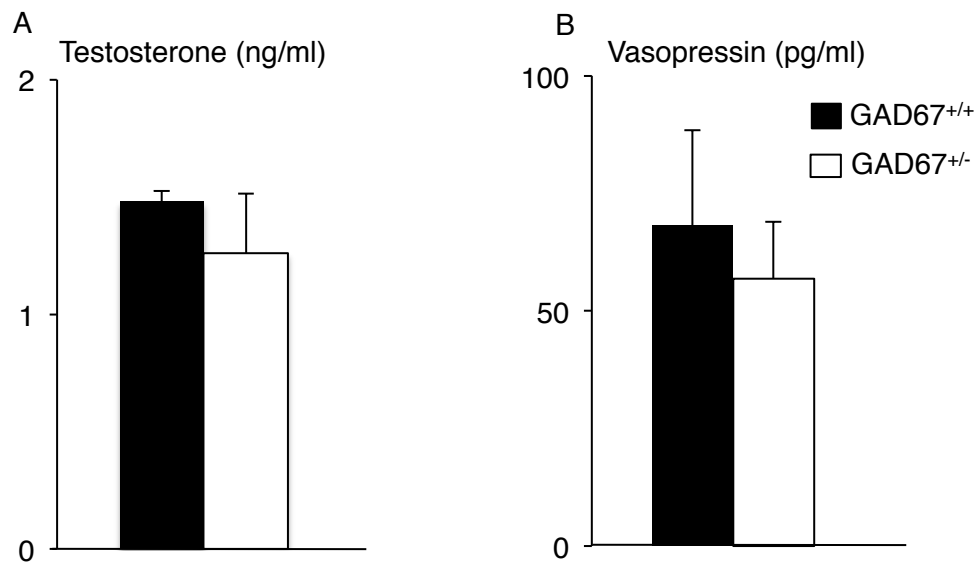 A
Testosterone (ng/ml)
2
1
0
B
Vasopressin (pg/ml)
100
50
0
GAD67+/+
GAD67+/-